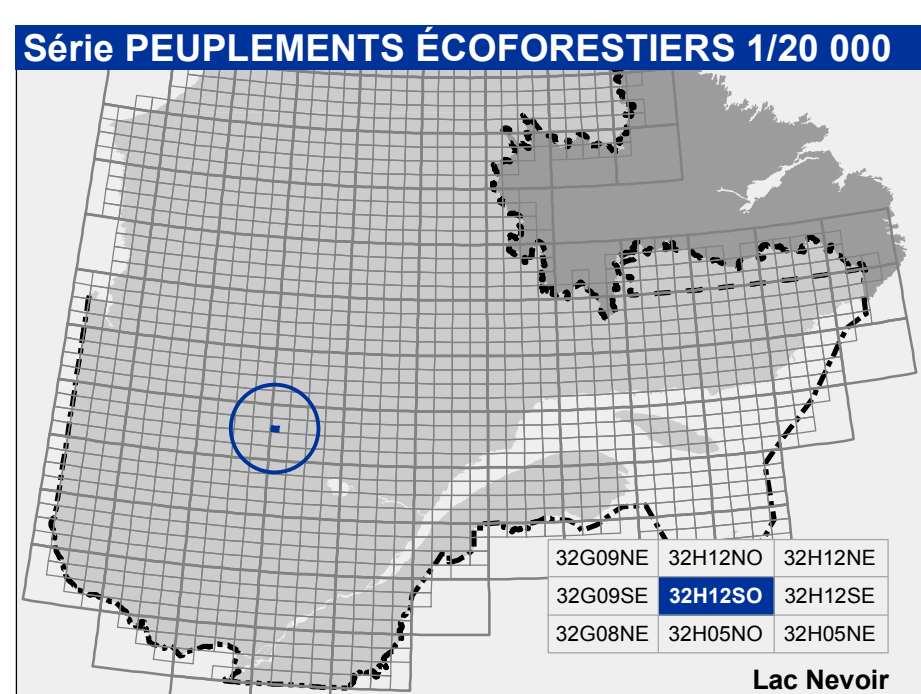 Série PEUPLEMENTS ÉCOFORESTIERS 1/20 000
32G09NE 32H12NO 32H12NE
32G09SE 32H12SO 32H12SE
32G08NE 32H05NO 32H05NE
Lac Nevoir